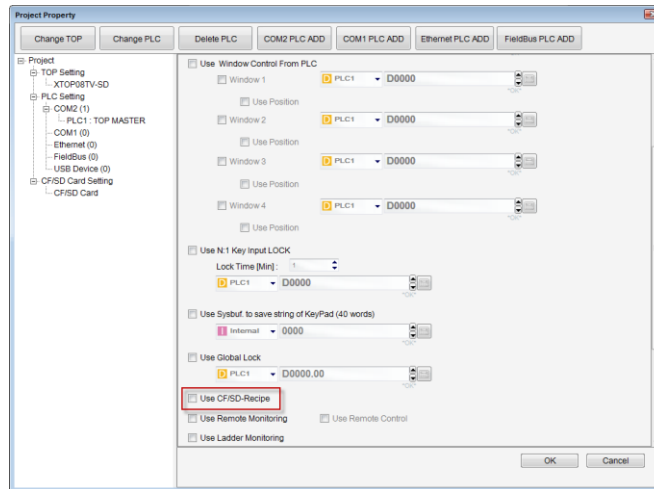 Project Property
Change TOP Change PLC Delete PLC COM2 PLC ADD COM1 PLC ADD Ethernet PLC ADD FieldBus PLC ADD
Project
TOP Setting
XTOP08TV-SD
PLC Setting
COM2 (1)
PLC1 : TOP MASTER
COM1 (0)
Ethernet (0)
FieldBus (0)
USB Device (0)
CF/SD Card Setting
CF/SD Card
Use Window Control From PLC
Window 1 D PLC1 D0000
Use Position
Window 2 D PLC1 D0000
Use Position
Window 3 D PLC1 D0000
Use Position
Window 4 D PLC1 D0000
Use Position
Use N:1 Key Input LOCK
Lock Time [Min] : 1
D PLC1 D0000
Use Sysbuf. to save string of KeyPad (40 words)
I Internal 0000
Use Global Lock
D PLC1 D0000.00
Use CF/SD-Recipe
Use Remote Monitoring Use Remote Control
Use Ladder Monitoring
OK Cancel